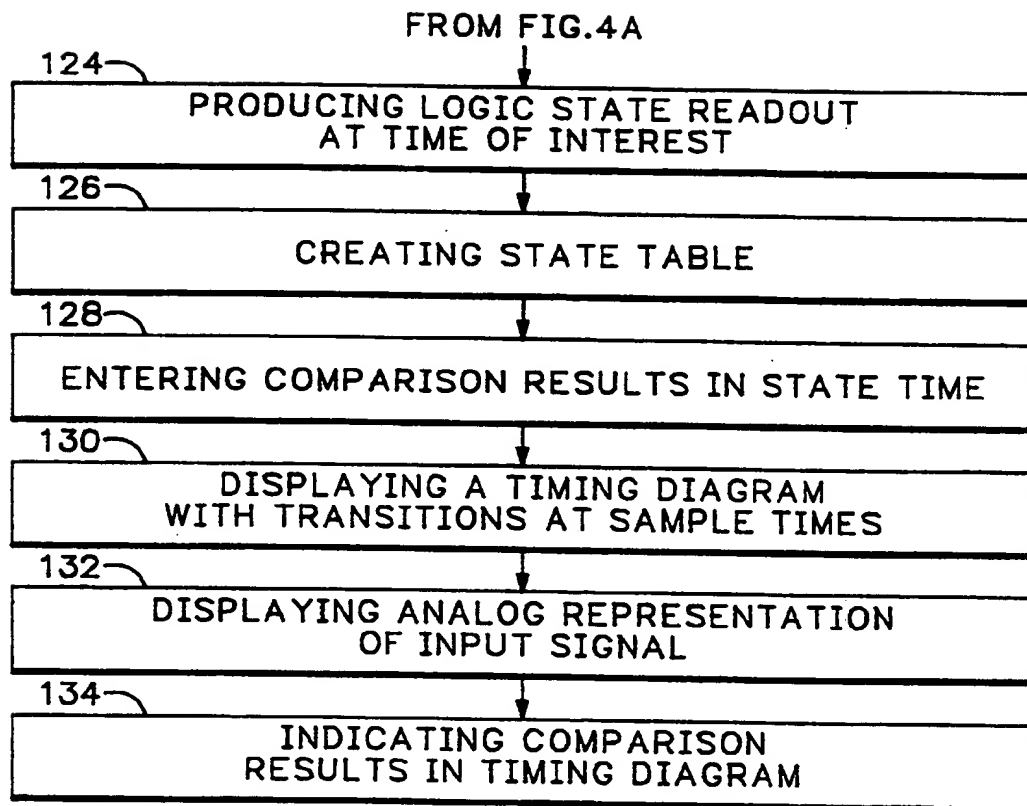 FROM FIG.4A
124
PRODUCING LOGIC STATE READOUT
AT TIME OF INTEREST
126
CREATING STATE TABLE
128
ENTERING COMPARISON RESULTS IN STATE TIME
130
DISPLAYING A TIMING DIAGRAM
WITH TRANSITIONS AT SAMPLE TIMES
132
DISPLAYING ANALOG REPRESENTATION
OF INPUT SIGNAL
134
INDICATING COMPARISON
RESULTS IN TIMING DIAGRAM